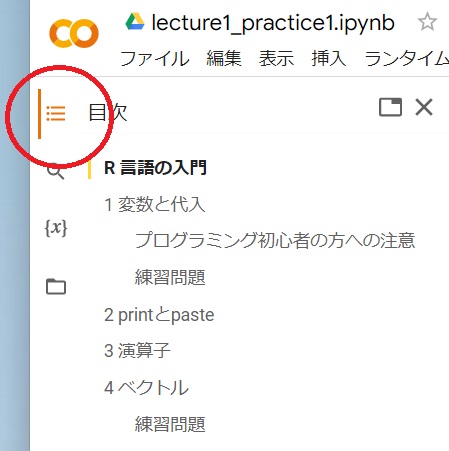 lecture1_practice1.ipynb
ファイル 編集 表示 挿入 ランタイム
目次
R 言語の入門
1 変数と代入
プログラミング初心者の方への注意
{x}
練習問題
2 printとpaste
3 演算子
4 ベクトル
練習問題